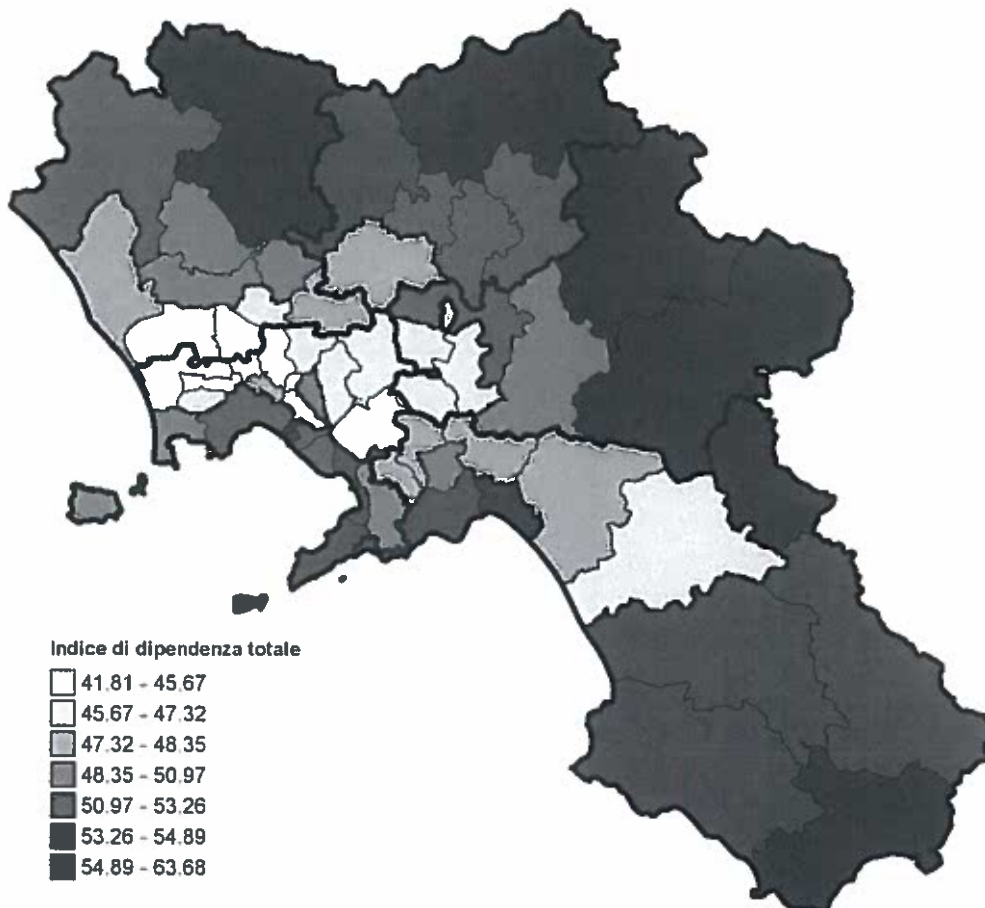 Indice di dipendenza totale
41.81 - 45.67
45.67 - 47.32
47.32 - 48.35
48.35 - 50.97
50.97 - 53.26
53.26 - 54.89
54.89 - 63.68